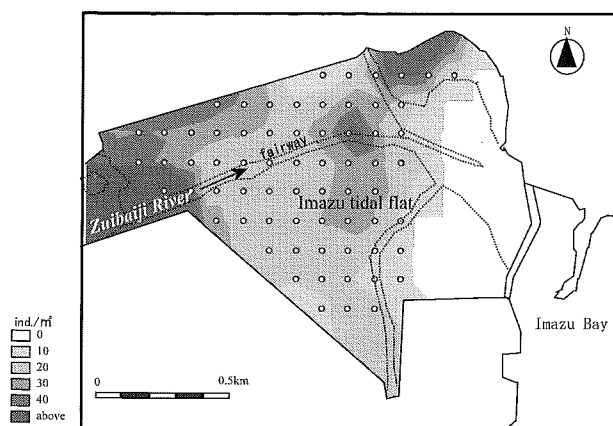 N
fairway
Zuibaiji River
Imazu tidal flat
Imazu Bay
ind./㎡
0
10
20
30
40
above
0 0.5km